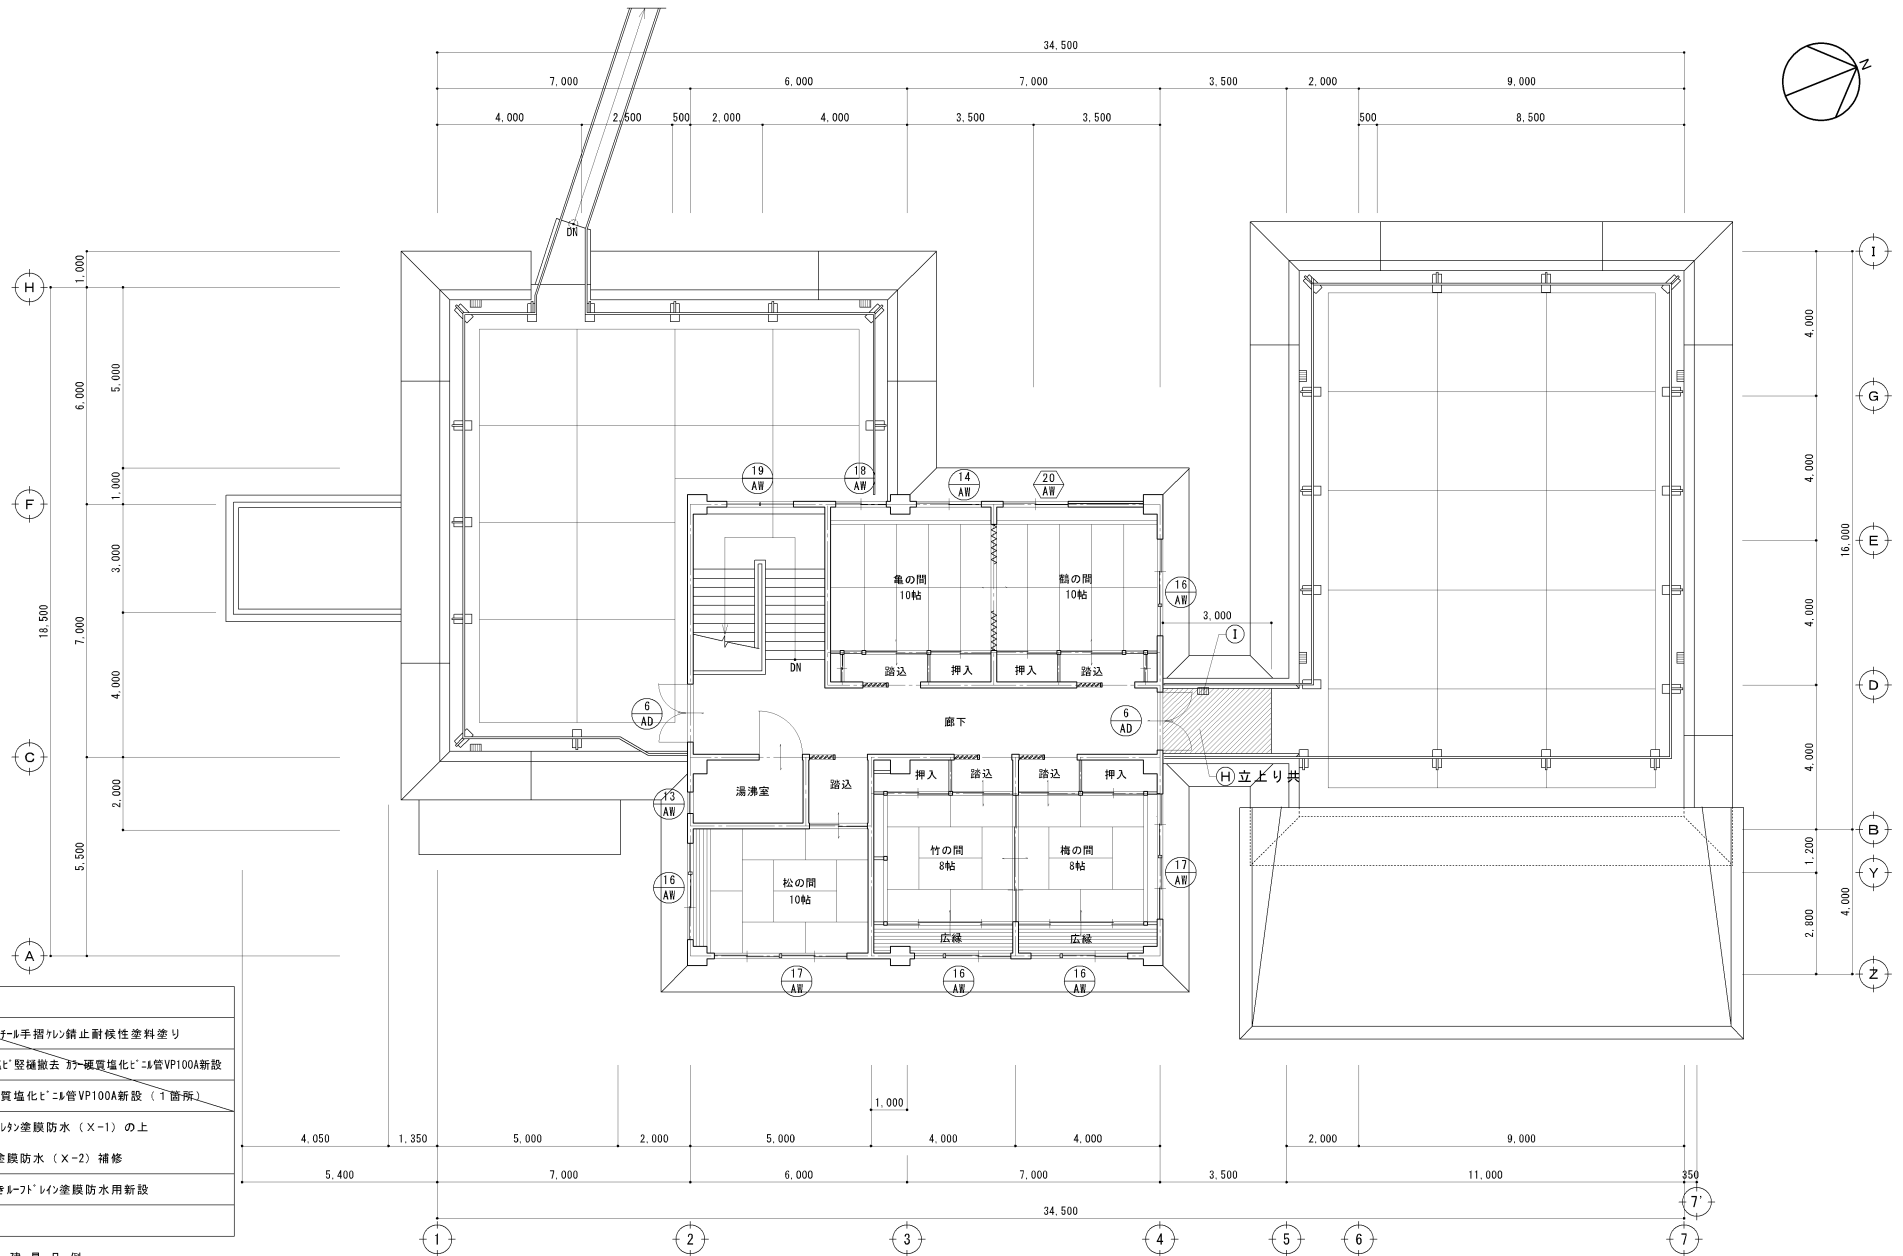 34,500
7,000 6,000 7,000 3,500 2,000 9,000
4,000 2,500 500 2,000 4,000 3,500 3,500 500 8,500
N
DN
H
F
C
A
1,000
6,000
7,000
5,500
18,500
5,000
1,000
3,000
4,000
2,000
I
G
E
D
B
Y
Z
4,000
4,000
4,000
4,000
1,200
2,800
16,000
4,000
19 AW
18 AW
14 AW
20 AW
亀の間
10帖
鶴の間
10帖
16 AW
3,000
I
DN
踏込 押入 押入 踏込
6 AD
廊下
6 AD
H 立上り共
押入 踏込 踏込 押入
湯沸室
踏込
13 AW
竹の間
8帖
梅の間
8帖
松の間
10帖
16 AW
17 AW
広縁 広縁
17 AW
16 AW
16 AW
ﾁｰﾙ手摺ｹﾚﾝ錆止耐候性塗料塗り
ﾋﾞ竪樋撤去 ｶﾗｰ硬質塩化ﾋﾞﾆﾙ管VP100A新設
質塩化ﾋﾞﾆﾙ管VP100A新設（１箇所）
ﾚﾀﾝ塗膜防水（X-1）の上
塗膜防水（X-2）補修
きﾙｰﾌﾄﾞﾚｲﾝ塗膜防水用新設
1,000
4,050 1,350 5,000 2,000 5,000 4,000 4,000 2,000 9,000
5,400 7,000 6,000 7,000 3,500 11,000 350
34,500
7'
1 2 3 4 5 6 7